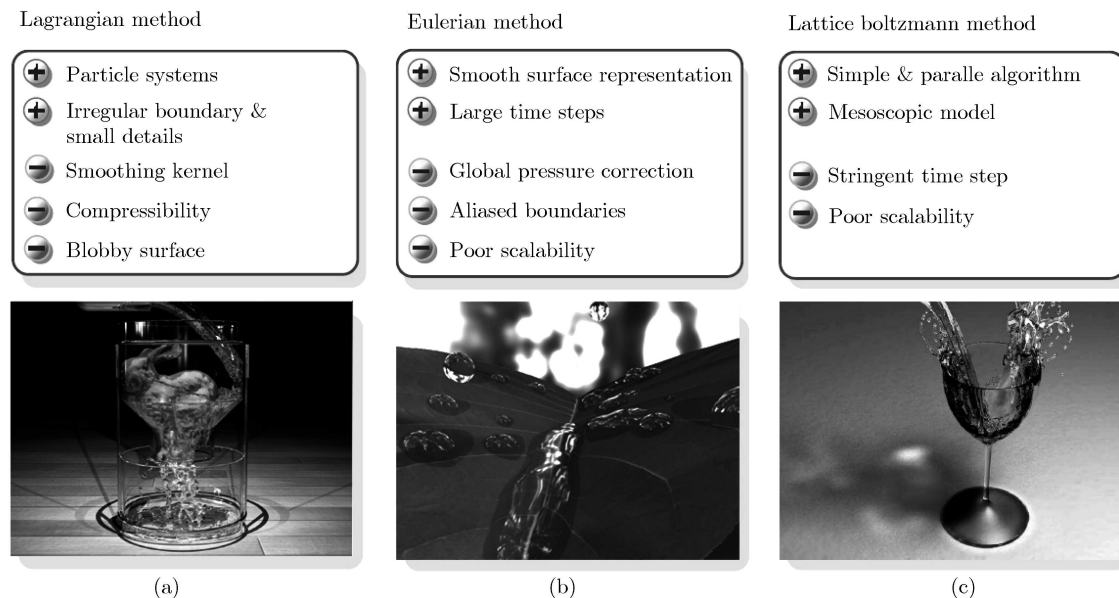 Lagrangian method
Particle systems
Irregular boundary &
small details
Smoothing kernel
Compressibility
Blobby surface
Eulerian method
Smooth surface representation
Large time steps
Global pressure correction
Aliased boundaries
Poor scalability
Lattice boltzmann method
Simple & paralle algorithm
Mesoscopic model
Stringent time step
Poor scalability
(a)
(b)
(c)